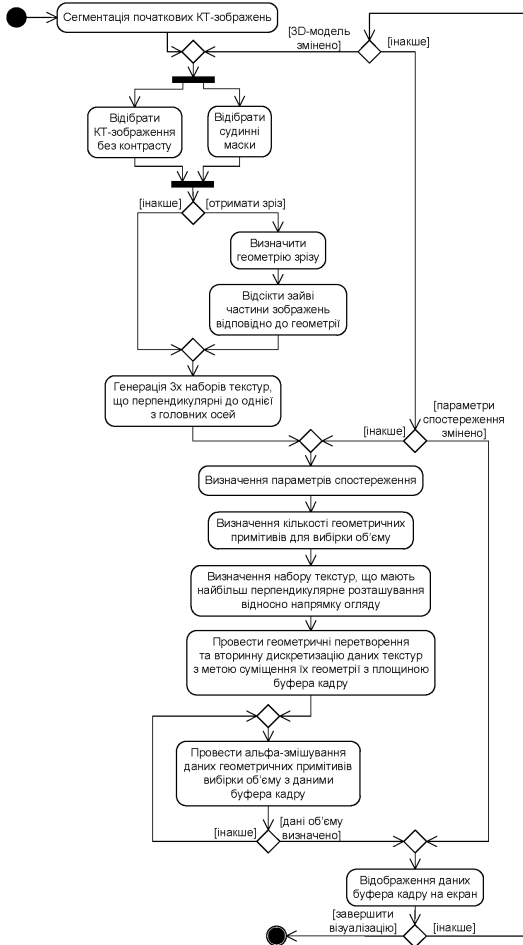 Сегментація початкових КТ-зображень
[3D-модель
змінено]
[інакше]
Відібрати
КТ-зображення
без контрасту
Відібрати
судинні
маски
[інакше]
[отримати зріз]
Визначити
геометрію зрізу
Відсікти зайві
частини зображень
відповідно до геометрії
Генерація 3х наборів текстур,
що перпендикулярні до однієї
з головних осей
[параметри
спостереження
змінено]
[інакше]
Визначення параметрів спостереження
Визначення кількості геометричних
примітивів для вибірки об'єму
Визначення набору текстур, що мають
найбільш перпендикулярне розташування
відносно напрямку огляду
Провести геометричні перетворення
та вторинну дискретизацію даних текстур
з метою суміщення їх геометрії з площиною
буфера кадру
Провести альфа-змішування
даних геометричних примітивів
вибірки об'єму з даними
буфера кадру
[інакше]
[дані об'єму
визначено]
Відображення даних
буфера кадру на екран
[завершити
візуалізацію]
[інакше]